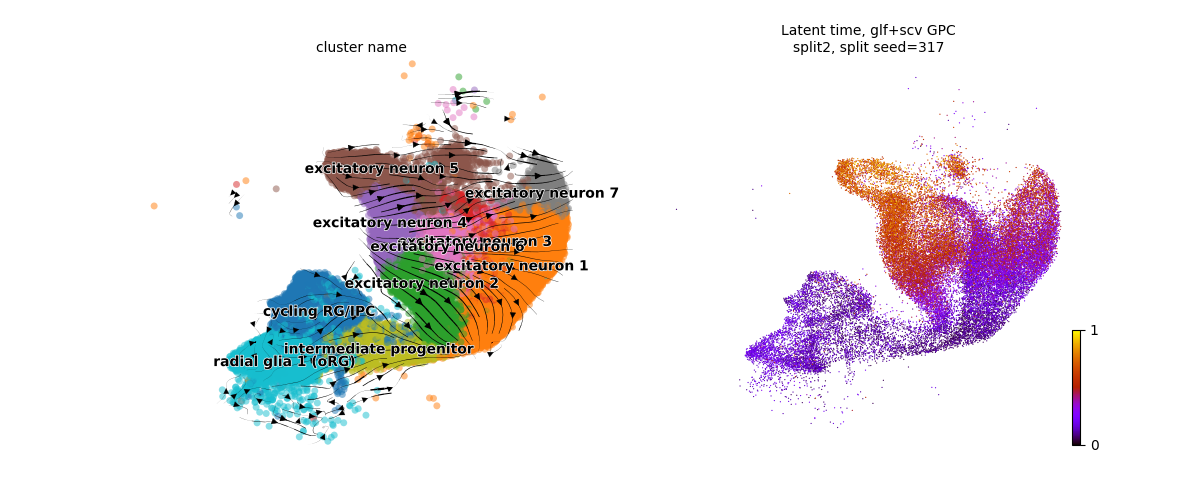 cluster name
Latent time, glf+scv GPC
split2, split seed=317
excitatory neuron 5
excitatory neuron 7
excitatory neuron 4
excitatory neuron 3
excitatory neuron 6
excitatory neuron 1
excitatory neuron 2
cycling RG/IPC
intermediate progenitor
radial glia 1 (oRG)
1
0